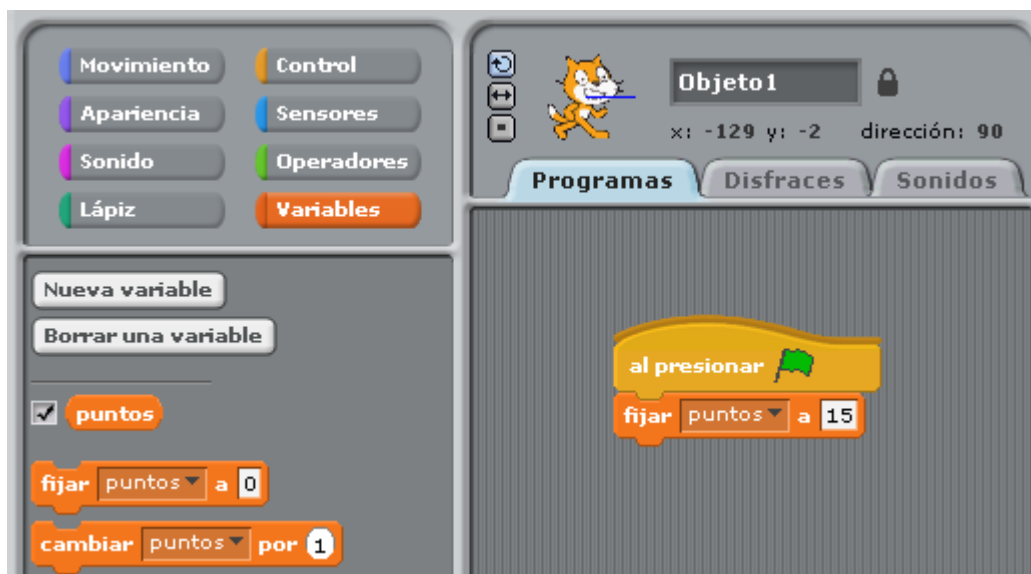 Movimiento Control
Apariencia Sensores
Sonido Operadores
Lápiz Variables
Nueva variable
Borrar una variable
puntos
fijar puntos a 0
cambiar puntos por 1
Objeto1
x: -129 y: -2 dirección: 90
Programas Disfraces Sonidos
al presionar
fijar puntos a 15